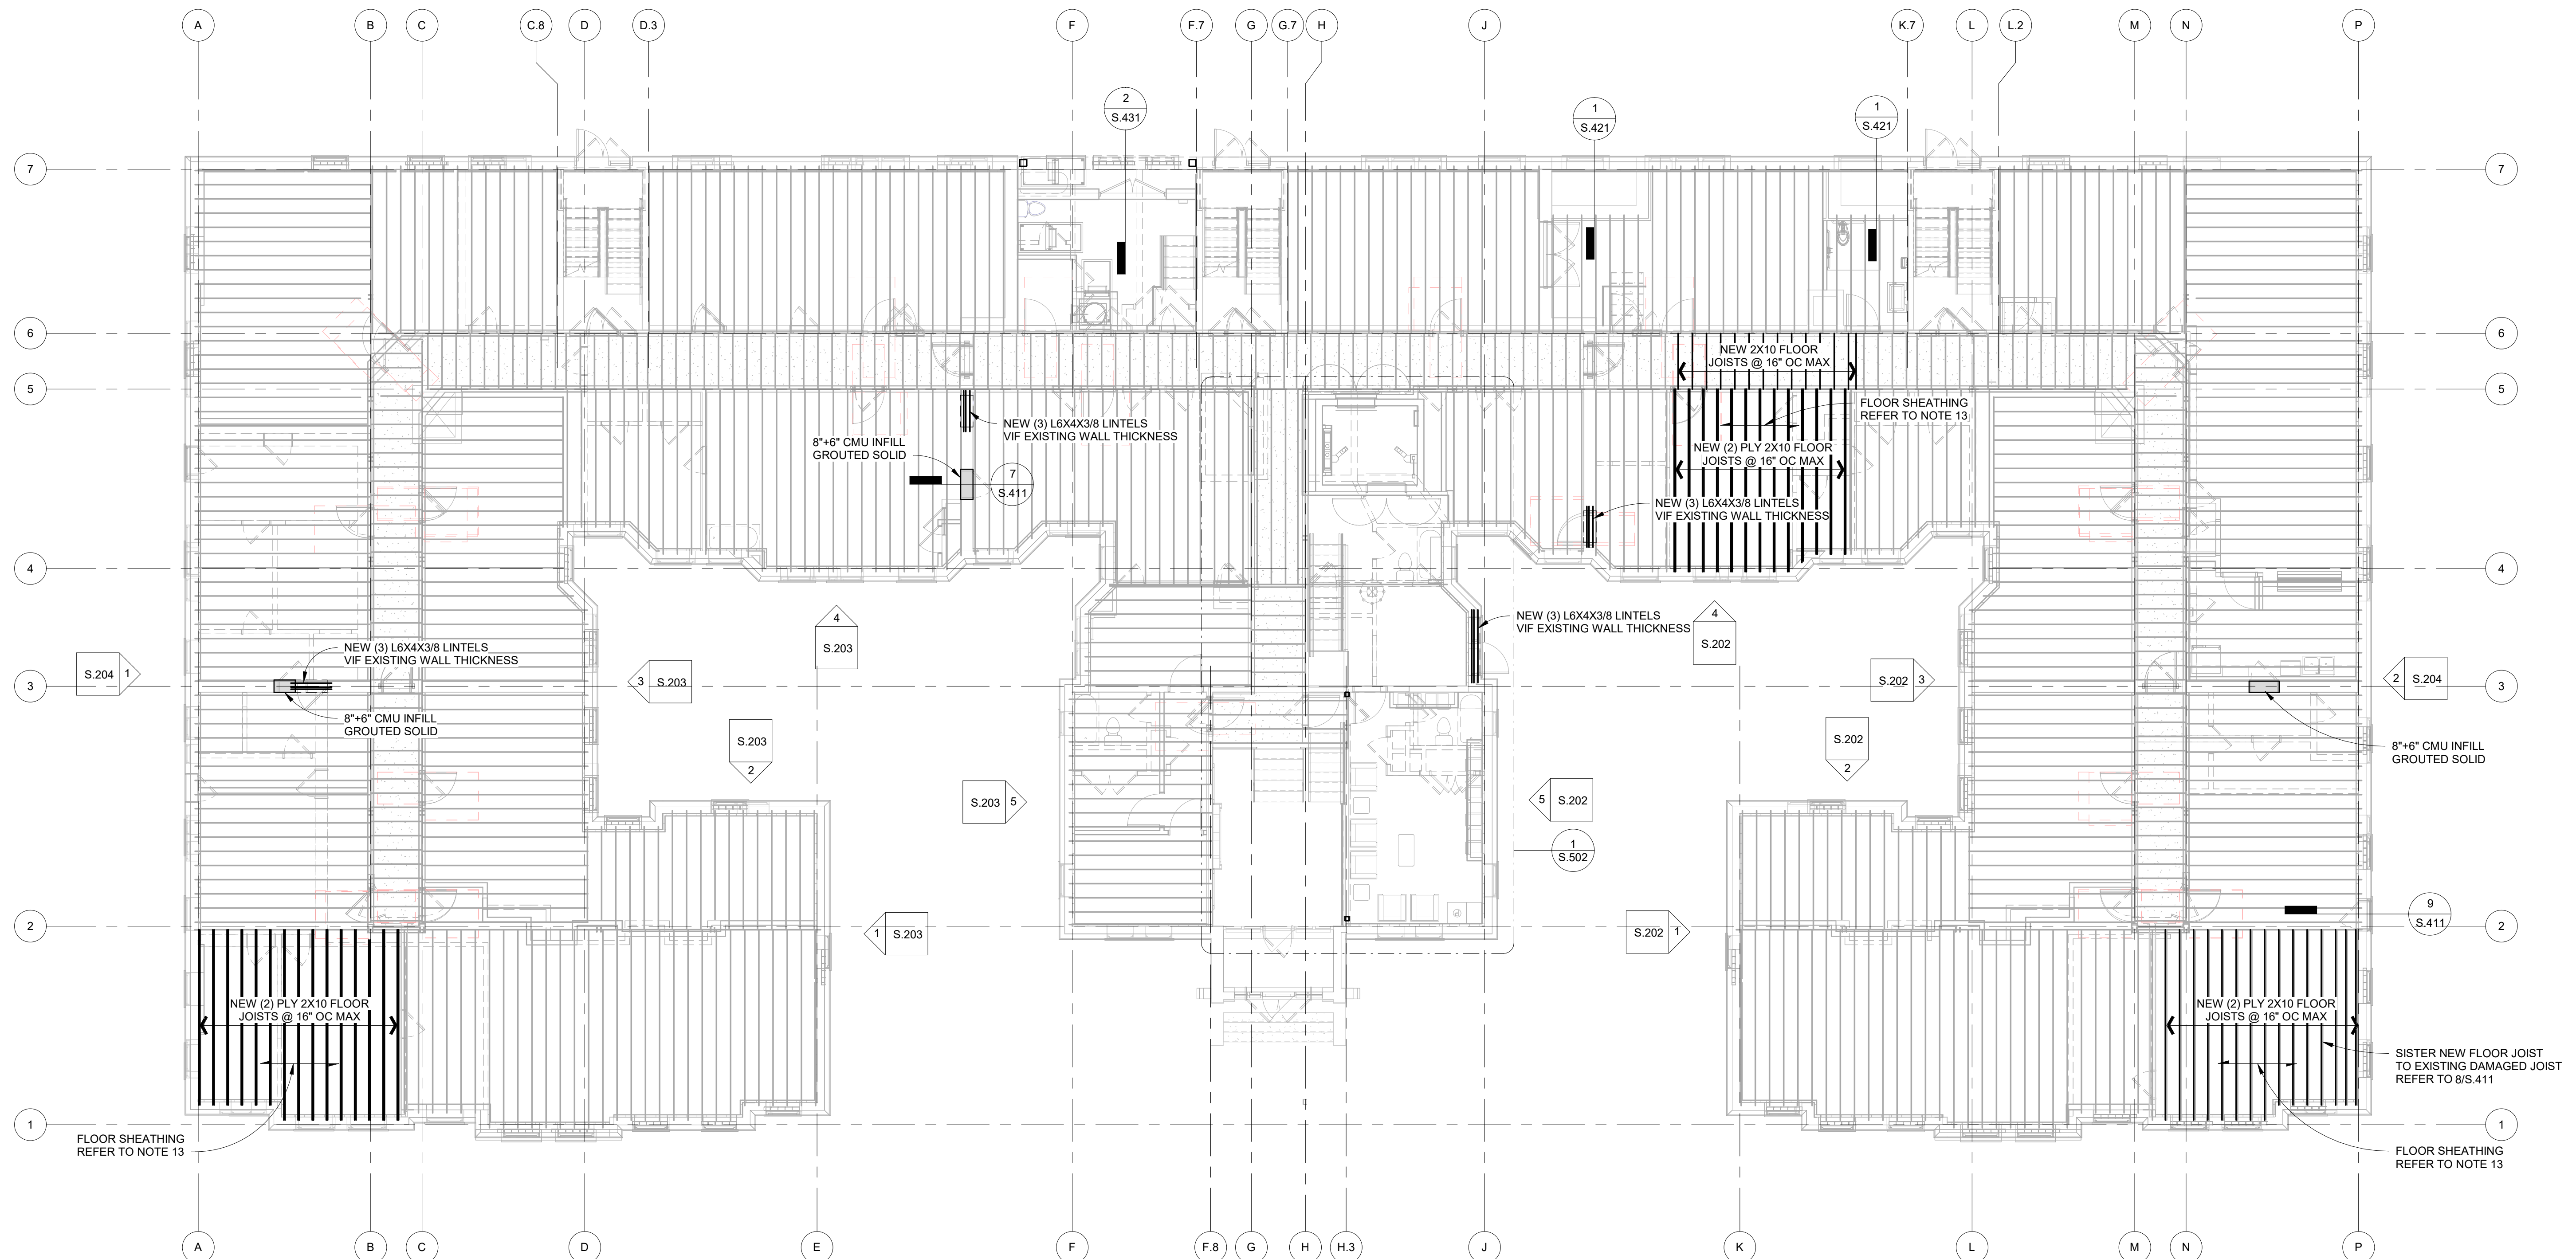 A
B
C
C.8
D
D.3
F
F.7
G
G.7
H
J
K.7
L
L.2
M
N
P
2
S.431
1
S.421
1
S.421
7
7
6
6
NEW 2X10 FLOOR
JOISTS @ 16" OC MAX
5
5
FLOOR SHEATHING
REFER TO NOTE 13
NEW (3) L6X4X3/8 LINTELS
VIF EXISTING WALL THICKNESS
8"+6" CMU INFILL
GROUTED SOLID
NEW (2) PLY 2X10 FLOOR
JOISTS @ 16" OC MAX
7
S.411
NEW (3) L6X4X3/8 LINTELS
VIF EXISTING WALL THICKNESS
4
4
4
S.203
NEW (3) L6X4X3/8 LINTELS
VIF EXISTING WALL THICKNESS
4
S.202
NEW (3) L6X4X3/8 LINTELS
VIF EXISTING WALL THICKNESS
S.204 1
3 S.203
S.202 3
2 S.204
3
3
8"+6" CMU INFILL
GROUTED SOLID
S.203
2
S.202
2
8"+6" CMU INFILL
GROUTED SOLID
S.203 5
5 S.202
1
S.502
9
S.411
2
2
1 S.203
S.202 1
NEW (2) PLY 2X10 FLOOR
JOISTS @ 16" OC MAX
NEW (2) PLY 2X10 FLOOR
JOISTS @ 16" OC MAX
SISTER NEW FLOOR JOIST
TO EXISTING DAMAGED JOIST
REFER TO 8/S.411
1
1
FLOOR SHEATHING
REFER TO NOTE 13
FLOOR SHEATHING
REFER TO NOTE 13
A
B
C
D
E
F
F.8
G
H
H.3
J
K
L
M
N
P